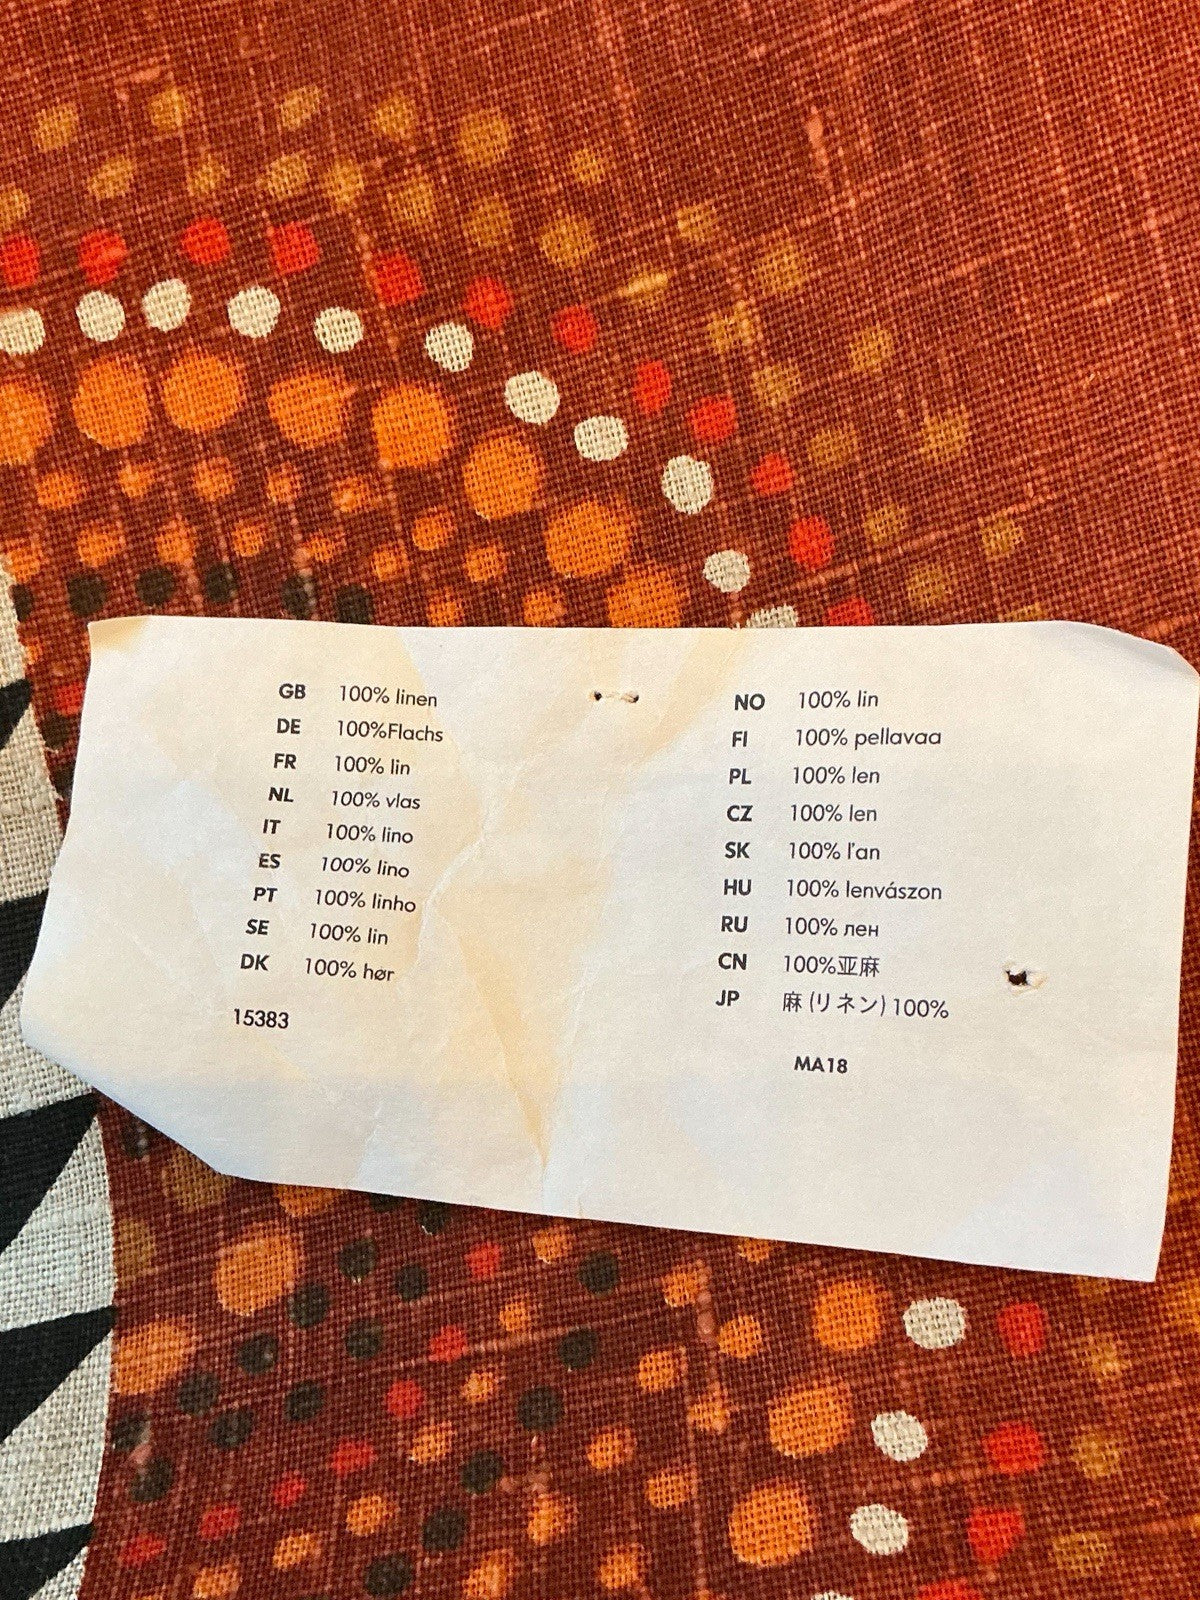 GB 100% linen
DE 100%Flachs
FR 100% lin
NL 100% vlas
IT 100% lino
ES 100% lino
PT 100% linho
SE 100% lin
DK 100% hør
15383
NO 100% lin
FI 100% pellavaa
PL 100% len
CZ 100% len
SK 100% ľan
HU 100% lenvászon
RU 100% лен
CN 100%亚麻
JP 麻 (リネン) 100%
MA18